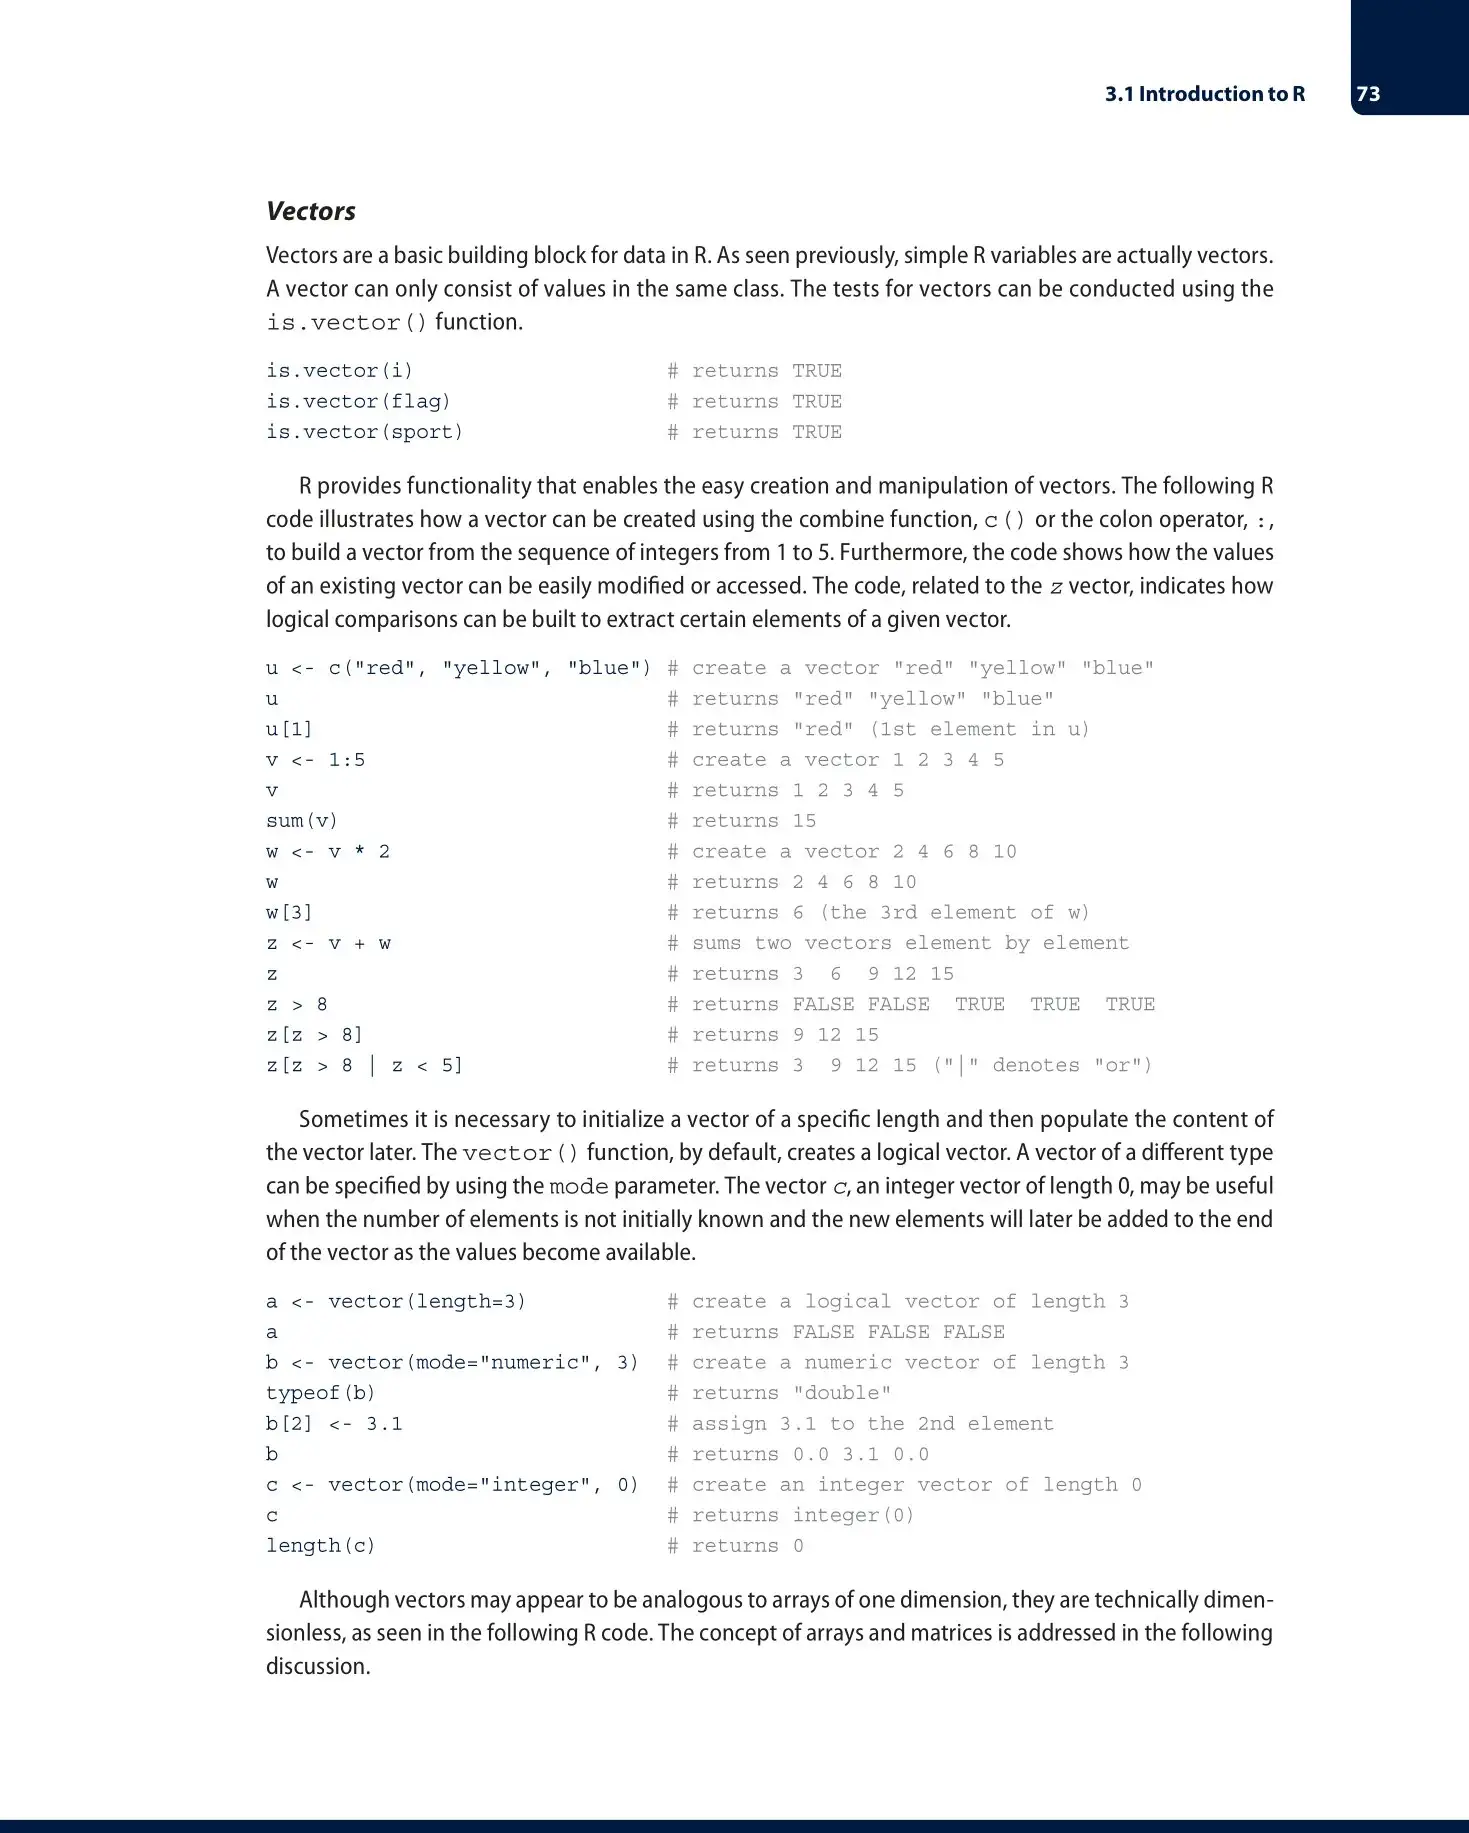 3.1 Introduction to R 73
Vectors
Vectors are a basic building block for data in R. As seen previously, simple R variables are actually vectors.
A vector can only consist of values in the same class. The tests for vectors can be conducted using the
is.vector() function.
is.vector(i) # returns TRUE
is.vector(flag) # returns TRUE
is.vector(sport) # returns TRUE
R provides functionality that enables the easy creation and manipulation of vectors. The following R
code illustrates how a vector can be created using the combine function, c() or the colon operator, :,
to build a vector from the sequence of integers from 1 to 5. Furthermore, the code shows how the values
of an existing vector can be easily modified or accessed. The code, related to the z vector, indicates how
logical comparisons can be built to extract certain elements of a given vector.
u <- c("red", "yellow", "blue") # create a vector "red" "yellow" "blue"
u # returns "red" "yellow" "blue"
u[1] # returns "red" (1st element in u)
v <- 1:5 # create a vector 1 2 3 4 5
v # returns 1 2 3 4 5
sum(v) # returns 15
w <- v * 2 # create a vector 2 4 6 8 10
w # returns 2 4 6 8 10
w[3] # returns 6 (the 3rd element of w)
z <- v + w # sums two vectors element by element
z # returns 3 6 9 12 15
z > 8 # returns FALSE FALSE TRUE TRUE TRUE
z[z > 8] # returns 9 12 15
z[z > 8 | z < 5] # returns 3 9 12 15 ("|" denotes "or")
Sometimes it is necessary to initialize a vector of a specific length and then populate the content of
the vector later. The vector() function, by default, creates a logical vector. A vector of a different type
can be specified by using the mode parameter. The vector c, an integer vector of length 0, may be useful
when the number of elements is not initially known and the new elements will later be added to the end
of the vector as the values become available.
a <- vector(length=3) # create a logical vector of length 3
a # returns FALSE FALSE FALSE
b <- vector(mode="numeric", 3) # create a numeric vector of length 3
typeof(b) # returns "double"
b[2] <- 3.1 # assign 3.1 to the 2nd element
b # returns 0.0 3.1 0.0
c <- vector(mode="integer", 0) # create an integer vector of length 0
c # returns integer(0)
length(c) # returns 0
Although vectors may appear to be analogous to arrays of one dimension, they are technically dimen-
sionless, as seen in the following R code. The concept of arrays and matrices is addressed in the following
discussion.